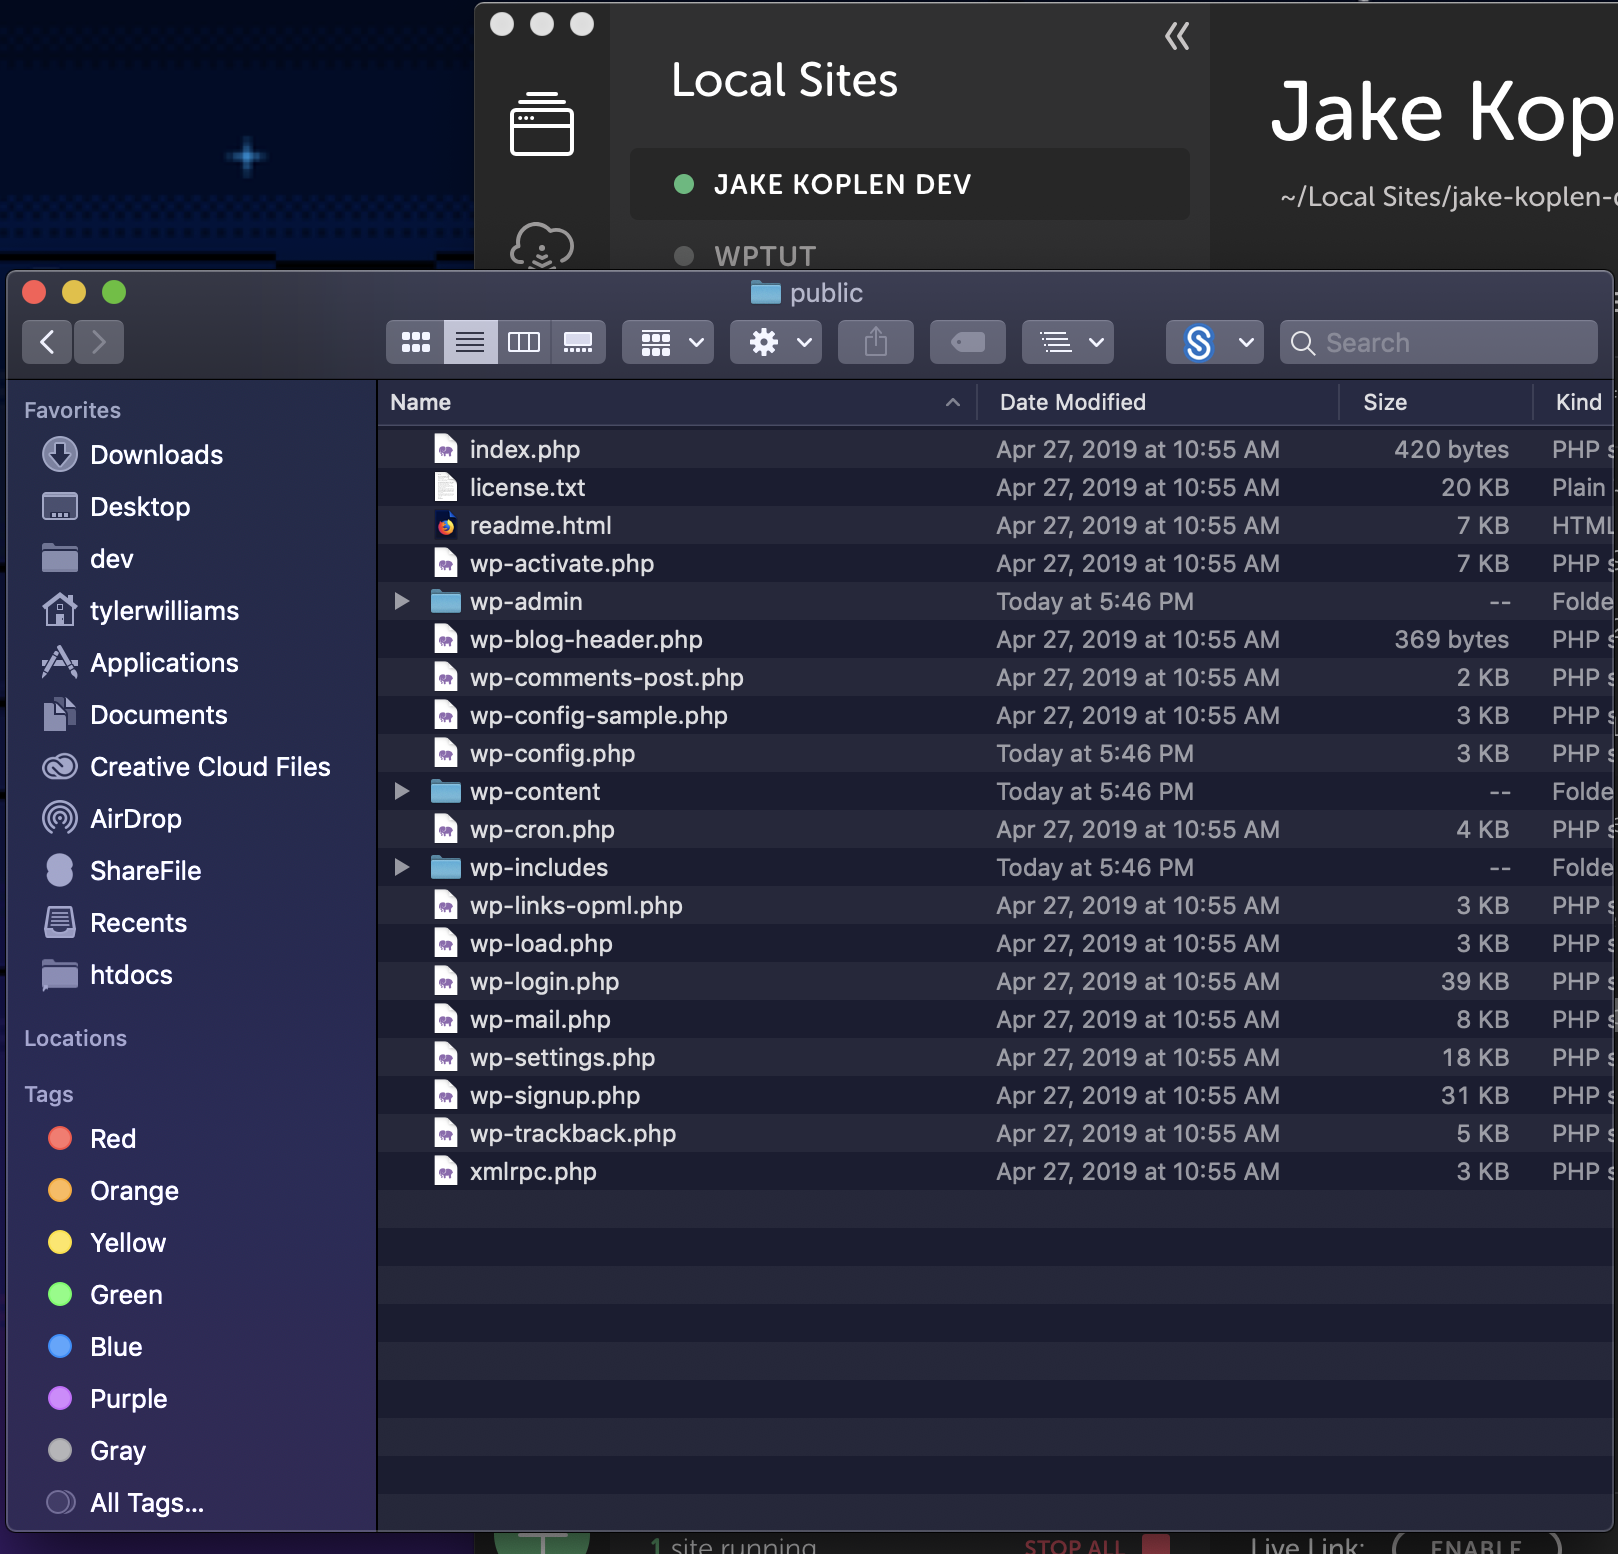 Local Sites
JAKE KOPLEN DEV
WPTUT
Jake Kop
~/Local Sites/jake-koplen-
public
Search
Favorites
Downloads
Desktop
dev
tylerwilliams
Applications
Documents
Creative Cloud Files
AirDrop
ShareFile
Recents
htdocs
Locations
Tags
Red
Orange
Yellow
Green
Blue
Purple
Gray
All Tags...
Name Date Modified Size Kind
index.php Apr 27, 2019 at 10:55 AM 420 bytes PHP s
license.txt Apr 27, 2019 at 10:55 AM 20 KB Plain
readme.html Apr 27, 2019 at 10:55 AM 7 KB HTML
wp-activate.php Apr 27, 2019 at 10:55 AM 7 KB PHP s
wp-admin Today at 5:46 PM -- Folde
wp-blog-header.php Apr 27, 2019 at 10:55 AM 369 bytes PHP s
wp-comments-post.php Apr 27, 2019 at 10:55 AM 2 KB PHP s
wp-config-sample.php Apr 27, 2019 at 10:55 AM 3 KB PHP s
wp-config.php Today at 5:46 PM 3 KB PHP s
wp-content Today at 5:46 PM -- Folde
wp-cron.php Apr 27, 2019 at 10:55 AM 4 KB PHP s
wp-includes Today at 5:46 PM -- Folde
wp-links-opml.php Apr 27, 2019 at 10:55 AM 3 KB PHP s
wp-load.php Apr 27, 2019 at 10:55 AM 3 KB PHP s
wp-login.php Apr 27, 2019 at 10:55 AM 39 KB PHP s
wp-mail.php Apr 27, 2019 at 10:55 AM 8 KB PHP s
wp-settings.php Apr 27, 2019 at 10:55 AM 18 KB PHP s
wp-signup.php Apr 27, 2019 at 10:55 AM 31 KB PHP s
wp-trackback.php Apr 27, 2019 at 10:55 AM 5 KB PHP s
xmlrpc.php Apr 27, 2019 at 10:55 AM 3 KB PHP s
1 site running STOP ALL Live Link: ENABLE